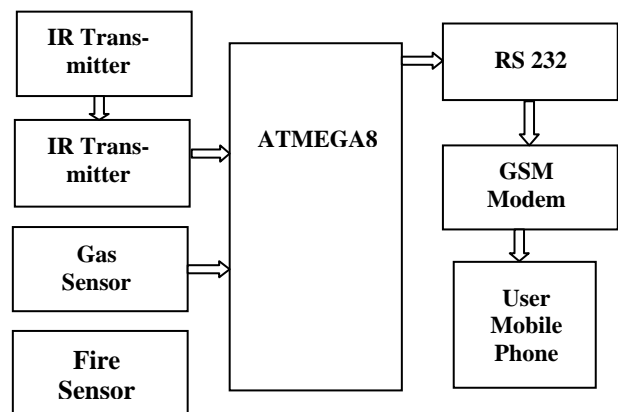 IR Trans-
mitter
IR Trans-
mitter
Gas
Sensor
Fire
Sensor
ATMEGA8
RS 232
GSM
Modem
User
Mobile
Phone